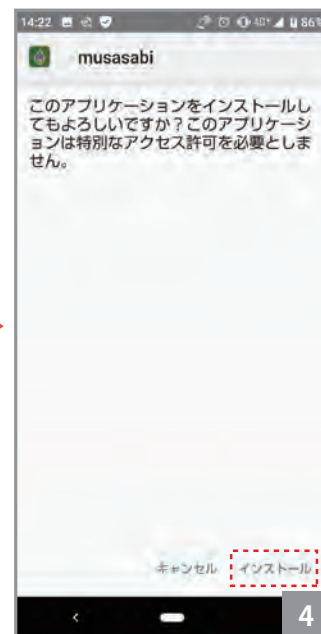 14:22 4G+ 86%
musasabi
このアプリケーションをインストールし
てもよろしいですか？このアプリケーシ
ョンは特別なアクセス許可を必要としま
せん。
キャンセル インストール
4